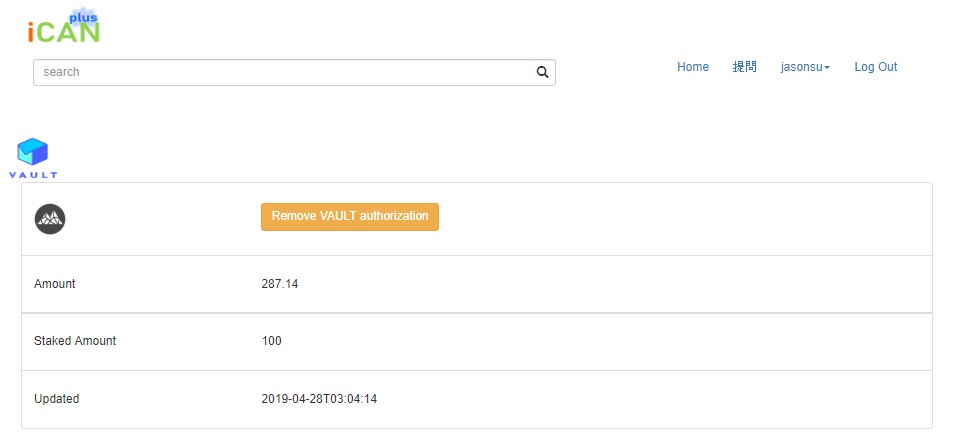 plus
iCAN
search
Home 提問 jasonsu Log Out
VAULT
Remove VAULT authorization
Amount 287.14
Staked Amount 100
Updated 2019-04-28T03:04:14